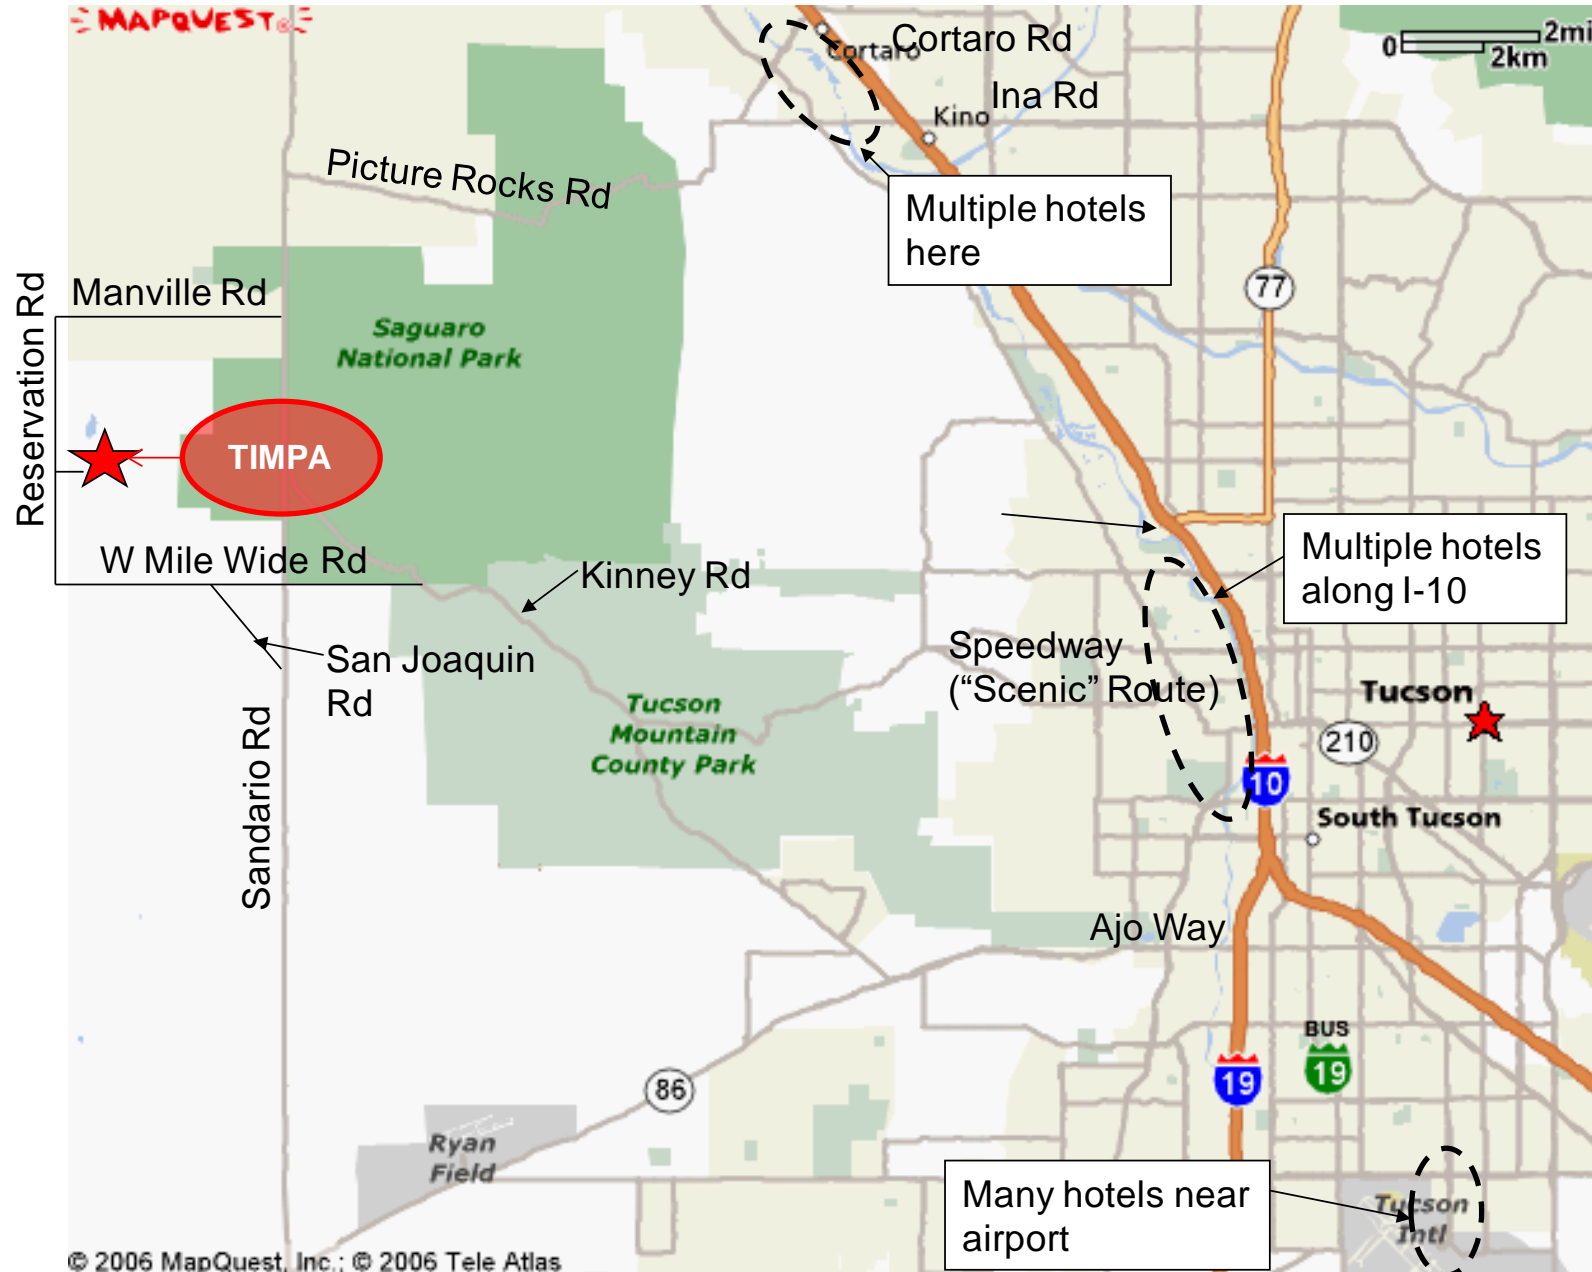 MAPQUEST®
Cortaro Rd
Cortaro
0
2mi
2km
Ina Rd
Kino
Picture Rocks Rd
Multiple hotels
here
Manville Rd
77
Reservation Rd
Saguaro
National Park
TIMPA
W Mile Wide Rd
Kinney Rd
Multiple hotels
along I-10
San Joaquin
Rd
Speedway
(“Scenic” Route)
Tucson
Tucson
Mountain
County Park
210
10
South Tucson
Sandario Rd
Ajo Way
BUS
19
19
86
Ryan
Field
Many hotels near
airport
Tucson
Intl
© 2006 MapQuest, Inc.; © 2006 Tele Atlas